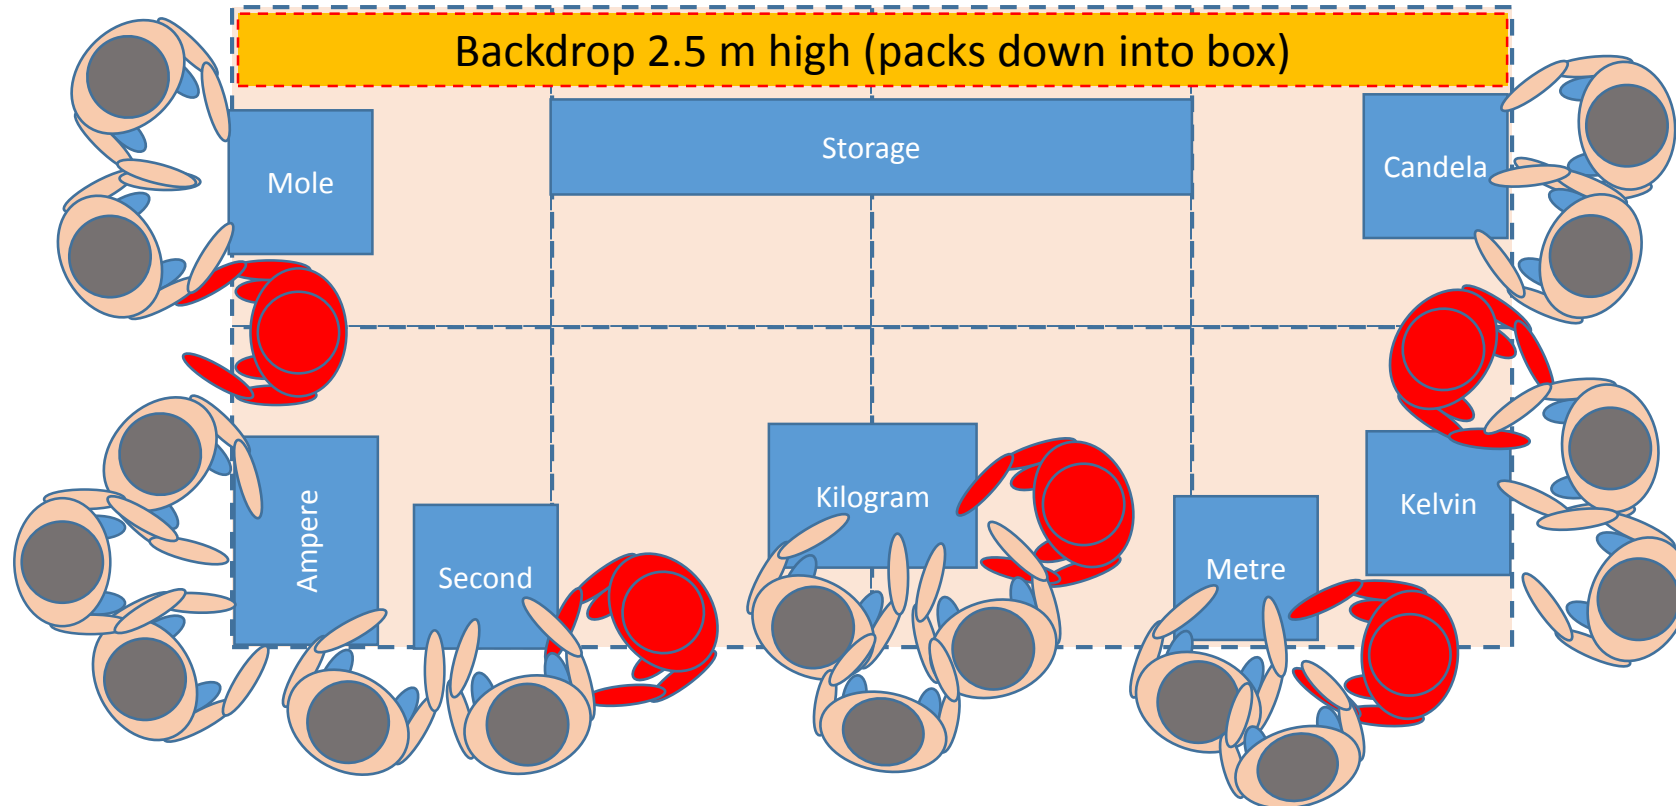 Backdrop 2.5 m high (packs down into box)
Storage
Mole
Candela
Ampere
Second
Kilogram
Metre
Kelvin